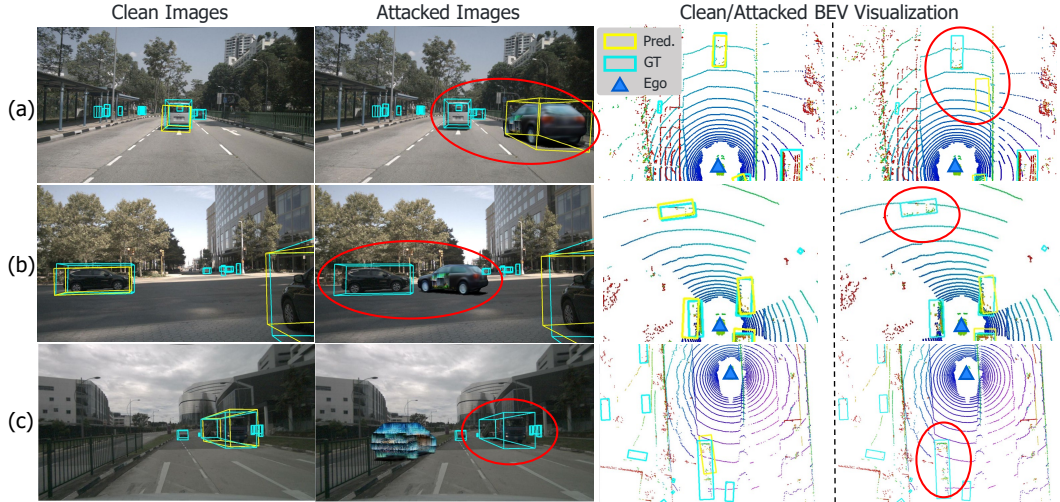 Clean Images
Attacked Images
Clean/Attacked BEV Visualization
Pred.
GT
Ego
(a)
(b)
(c)